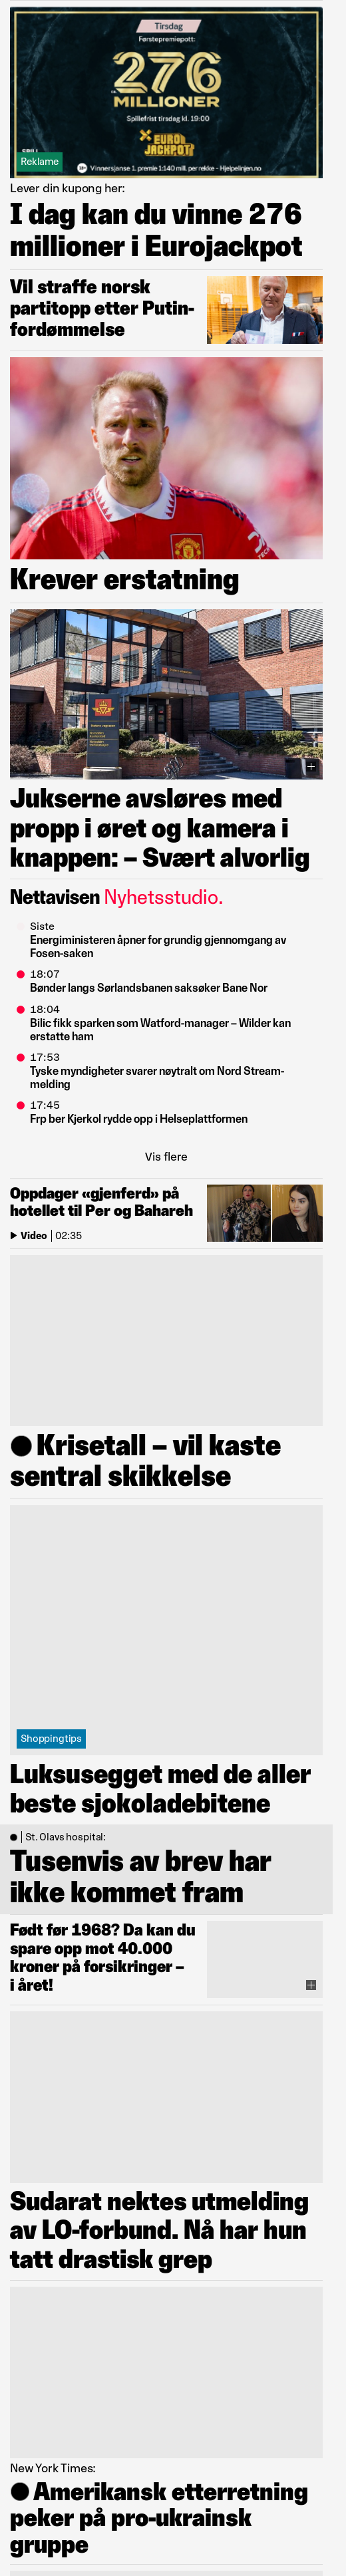 Tirsdag
Førstepremiepott:
276
MILLIONER
Spillefrist tirsdag kl. 19:00
SPILL
EURO
JACKPOT
Reklame
18+ Vinnersjanse 1. premie 1:140 mill. per rekke - Hjelpelinjen.no
Lever din kupong her:
I dag kan du vinne 276
millioner i Eurojackpot
Vil straffe norsk
partitopp etter Putin-
fordømmelse
Krever erstatning
Jukserne avsløres med
propp i øret og kamera i
knappen: – Svært alvorlig
Nettavisen Nyhetsstudio.
Siste
Energiministeren åpner for grundig gjennomgang av
Fosen-saken
18:07
Bønder langs Sørlandsbanen saksøker Bane Nor
18:04
Bilic fikk sparken som Watford-manager – Wilder kan
erstatte ham
17:53
Tyske myndigheter svarer nøytralt om Nord Stream-
melding
17:45
Frp ber Kjerkol rydde opp i Helseplattformen
Vis flere
Oppdager «gjenferd» på
hotellet til Per og Bahareh
Video | 02:35
Krisetall – vil kaste
sentral skikkelse
Shoppingtips
Luksusegget med de aller
beste sjokoladebitene
St. Olavs hospital:
Tusenvis av brev har
ikke kommet fram
Født før 1968? Da kan du
spare opp mot 40.000
kroner på forsikringer –
i året!
Sudarat nektes utmelding
av LO-forbund. Nå har hun
tatt drastisk grep
New York Times:
Amerikansk etterretning
peker på pro-ukrainsk
gruppe